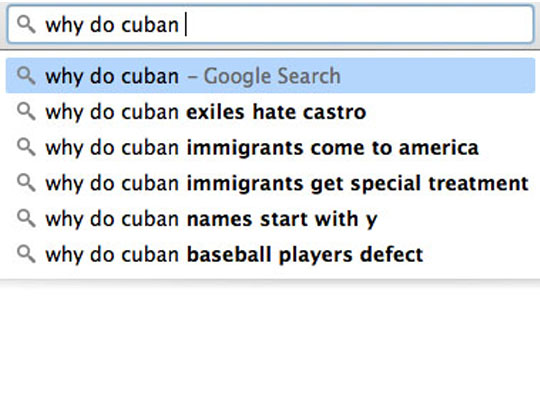 why do cuban
why do cuban – Google Search
why do cuban exiles hate castro
why do cuban immigrants come to america
why do cuban immigrants get special treatment
why do cuban names start with y
why do cuban baseball players defect